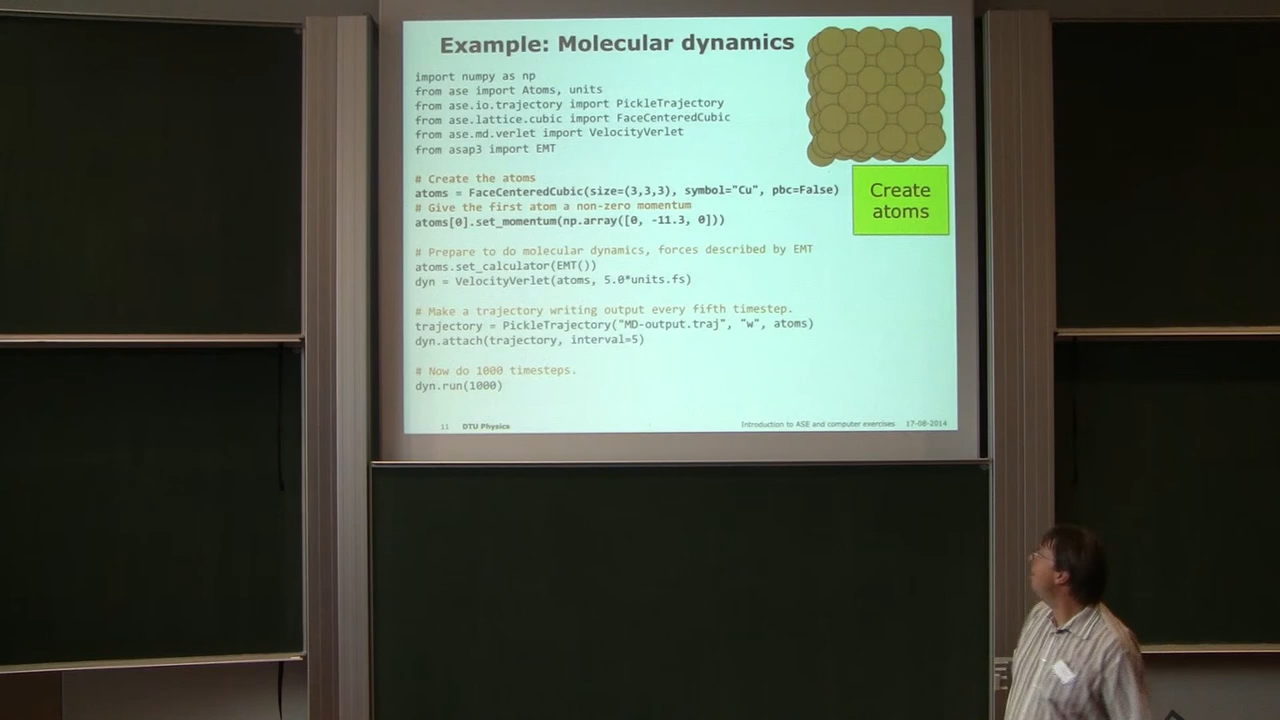 Example: Molecular dynamics
import numpy as np
from ase import Atoms, units
from ase.io.trajectory import PickleTrajectory
from ase.lattice.cubic import FaceCenteredCubic
from ase.md.verlet import VelocityVerlet
from asap3 import EMT
# Create the atoms
atoms = FaceCenteredCubic(size=(3,3,3), symbol="Cu", pbc=False)
# Give the first atom a non-zero momentum
atoms[0].set_momentum(np.array([0, -11.3, 0]))
Create
atoms
# Prepare to do molecular dynamics, forces described by EMT
atoms.set_calculator(EMT())
dyn = VelocityVerlet(atoms, 5.0*units.fs)
# Make a trajectory writing output every fifth timestep.
trajectory = PickleTrajectory("MD-output.traj", "w", atoms)
dyn.attach(trajectory, interval=5)
# Now do 1000 timesteps.
dyn.run(1000)
11 DTU Physics Introduction to ASE and computer exercises 17-08-2014